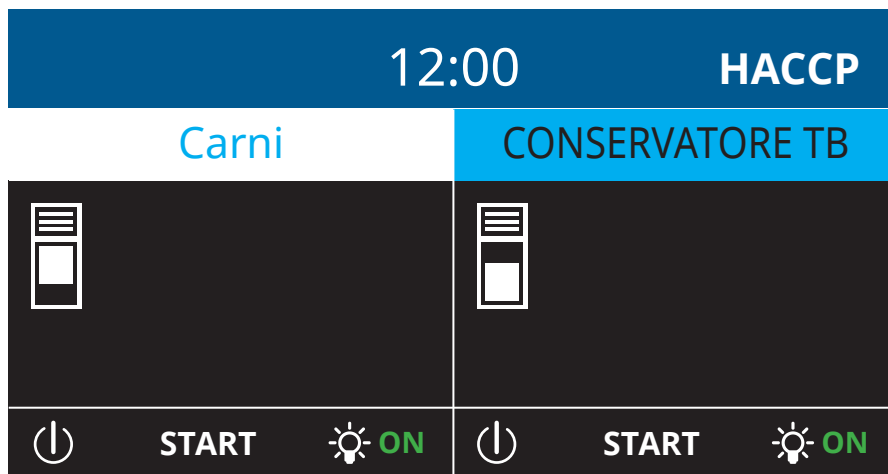 12:00 HACCP
Carni CONSERVATORE TB
START ON START ON